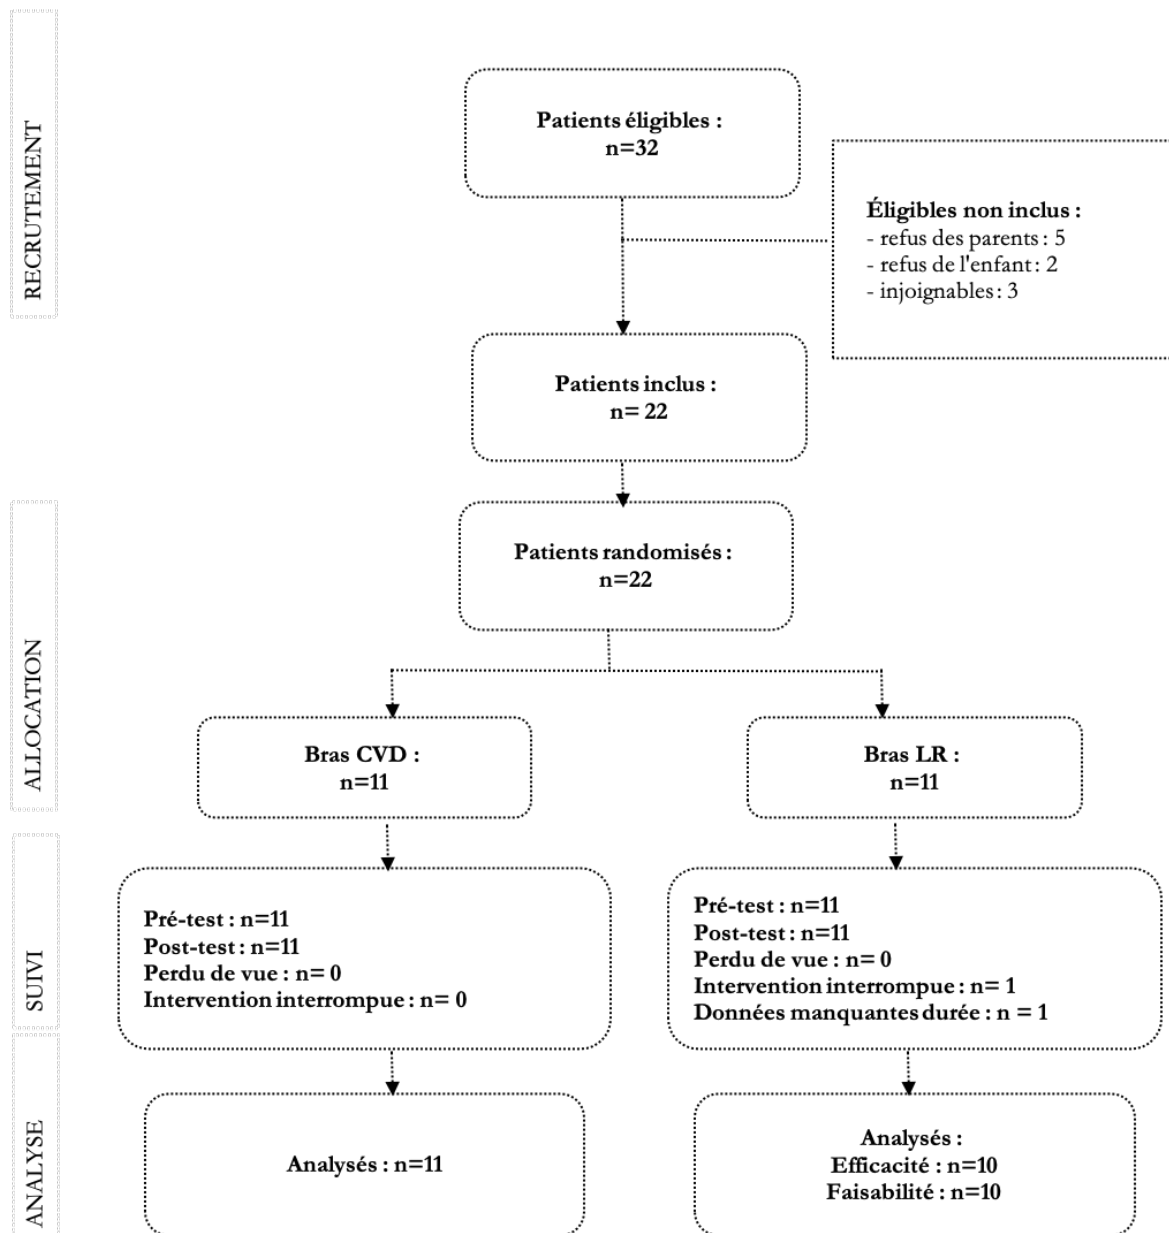 RECRUTEMENT
Patients éligibles :
n=32
Éligibles non inclus :
- refus des parents : 5
- refus de l'enfant : 2
- injoignables : 3
Patients inclus :
n= 22
ALLOCATION
Patients randomisés :
n=22
Bras CVD :
n=11
Bras LR :
n=11
SUIVI
Pré-test : n=11
Post-test : n=11
Perdu de vue : n= 0
Intervention interrompue : n= 0
Pré-test : n=11
Post-test : n=11
Perdu de vue : n= 0
Intervention interrompue : n= 1
Données manquantes durée : n = 1
ANALYSE
Analysés : n=11
Analysés :
Efficacité : n=10
Faisabilité : n=10